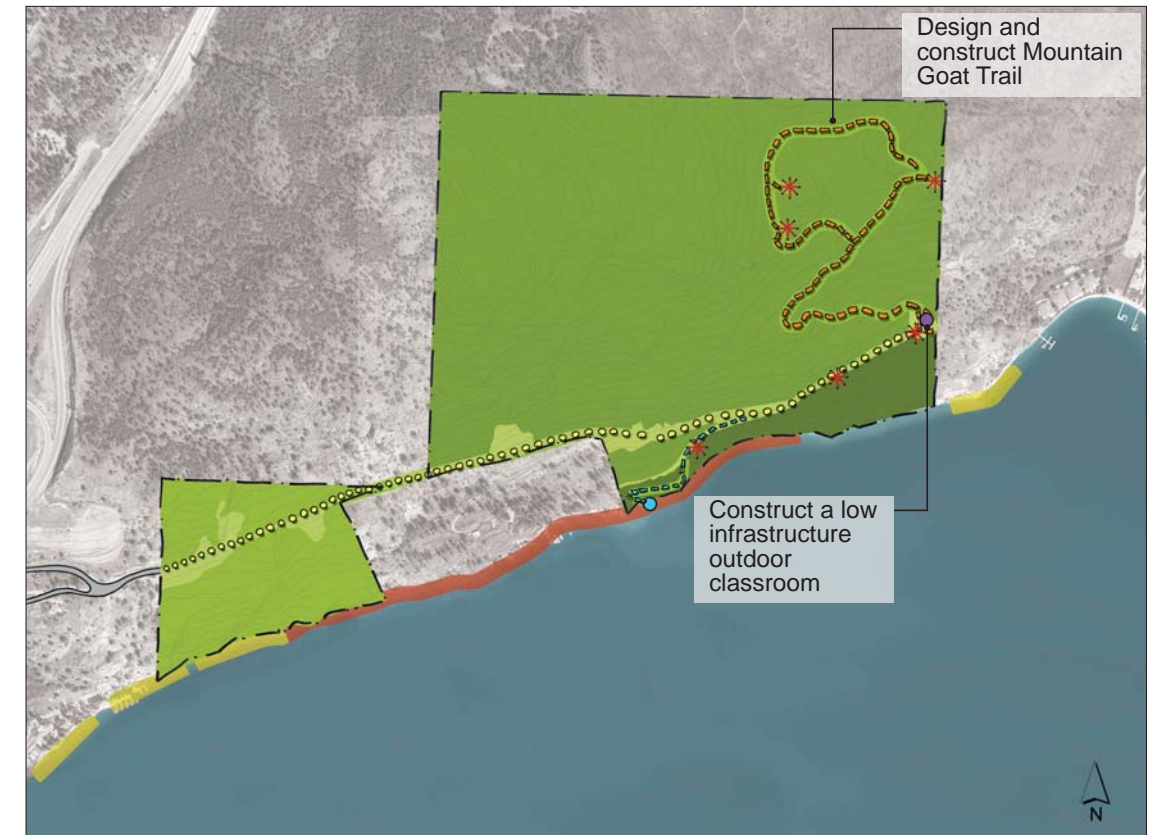 Design and
construct Mountain
Goat Trail
Construct a low
infrastructure
outdoor
classroom
N